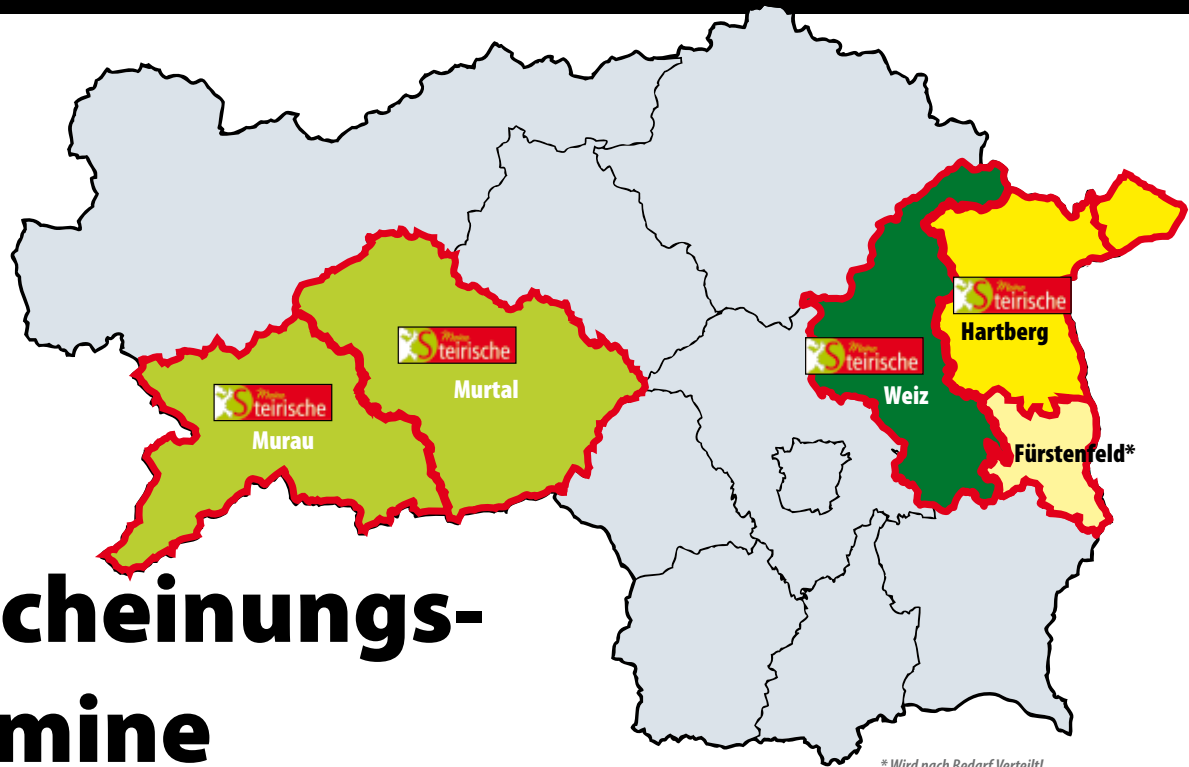 Meine
Steirische
Hartberg
Meine
Steirische
Murtal
Meine
Steirische
Weiz
Meine
Steirische
Murau
Fürstenfeld*
cheinungs-
mine
* Wird nach Bedarf Verteilt!